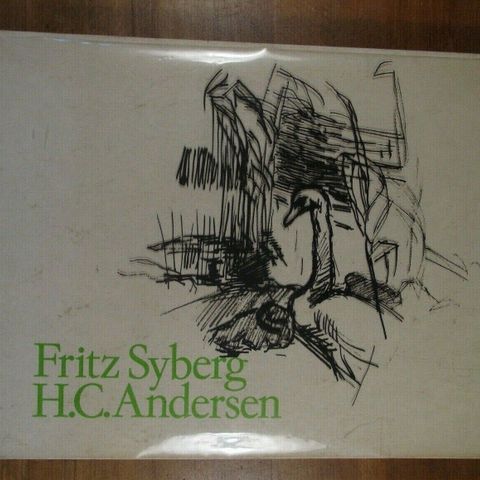 Fritz Syberg
H.C. Andersen